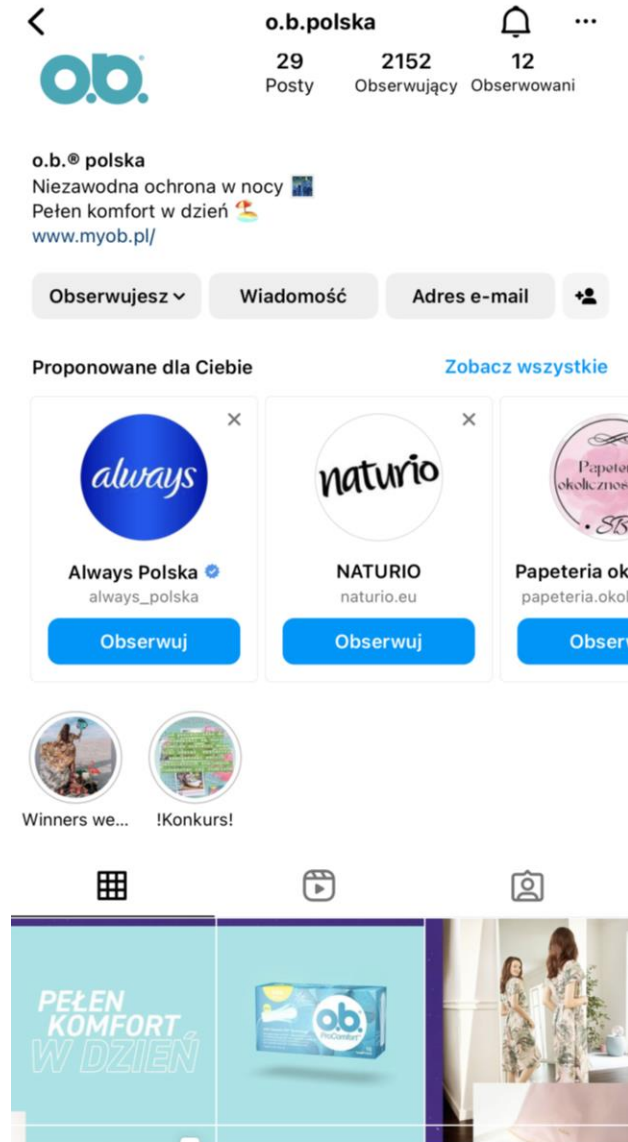 o.b.polska
o.b.
29 2152 12
Posty Obserwujący Obserwowani
o.b.® polska
Niezawodna ochrona w nocy
Pełen komfort w dzień
www.myob.pl/
Obserwujesz Wiadomość Adres e-mail
Proponowane dla Ciebie Zobacz wszystkie
always naturio
Always Polska NATURIO Papeteria ok
always_polska naturio.eu papeteria.okol
Obserwuj Obserwuj Obser
Winners we... !Konkurs!
PEŁEN
KOMFORT
W DZIEŃ
o.b.
ProComfort